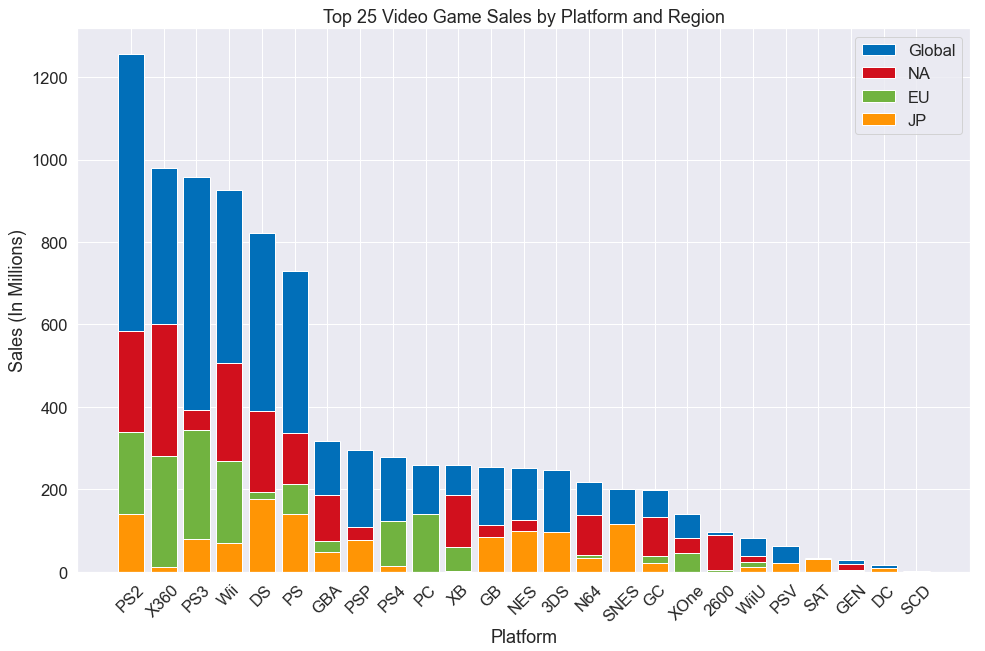 Top 25 Video Game Sales by Platform and Region
Global
NA
EU
JP
1200
1000
800
600
400
200
0
Sales (In Millions)
PS2 X360 PS3 Wii DS PS GBA PSP PS4 PC XB GB NES 3DS N64 SNES GC XOne 2600 WiiU PSV SAT GEN DC SCD
Platform